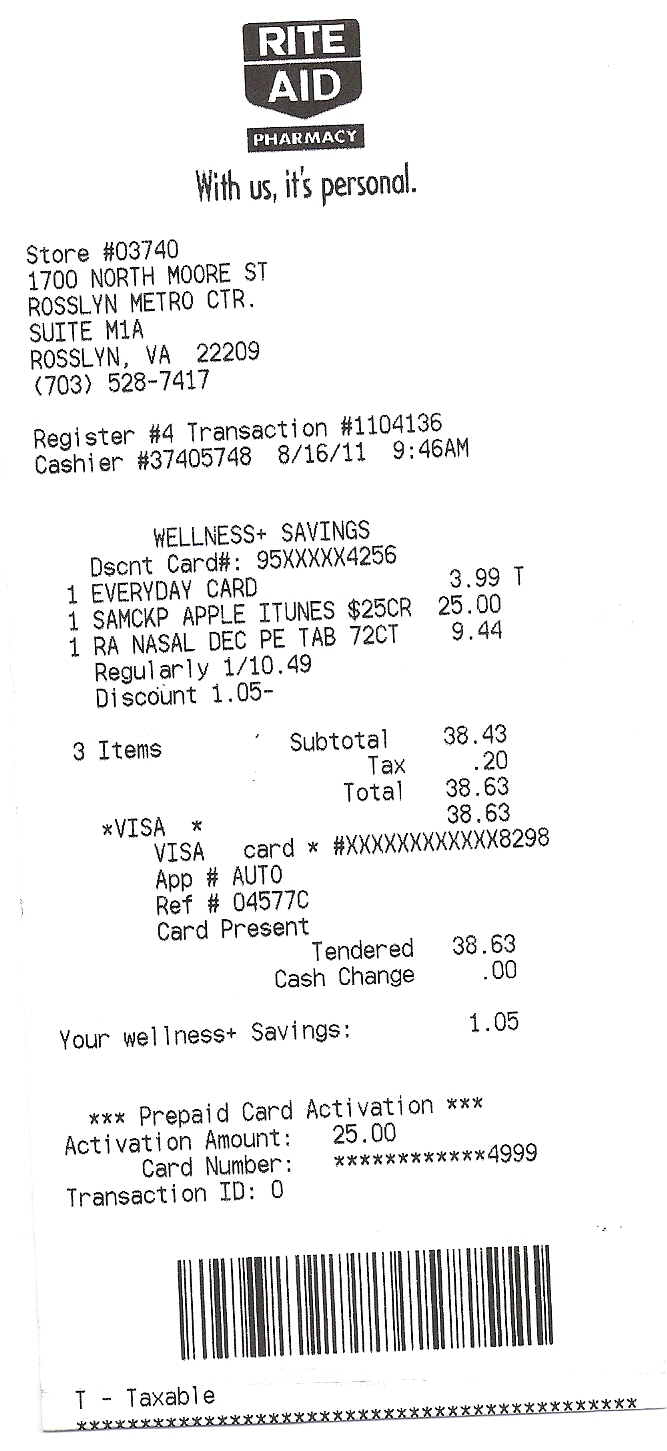 RITE
AID
PHARMACY
With us, it's personal.
Store #03740
1700 NORTH MOORE ST
ROSSLYN METRO CTR.
SUITE M1A
ROSSLYN, VA 22209
(703) 528-7417
Register #4 Transaction #1104136
Cashier #37405748 8/16/11 9:46AM
WELLNESS+ SAVINGS
Dscnt Card#: 95XXXXX4256
1 EVERYDAY CARD 3.99 T
1 SAMCKP APPLE ITUNES $25CR 25.00
1 RA NASAL DEC PE TAB 72CT 9.44
Regularly 1/10.49
Discount 1.05-
3 Items Subtotal 38.43
Tax .20
Total 38.63
*VISA * 38.63
VISA card * #XXXXXXXXXXXX8298
App # AUTO
Ref # 04577C
Card Present
Tendered 38.63
Cash Change .00
Your wellness+ Savings: 1.05
*** Prepaid Card Activation ***
Activation Amount: 25.00
Card Number: ************4999
Transaction ID: 0
T - Taxable
********************************************